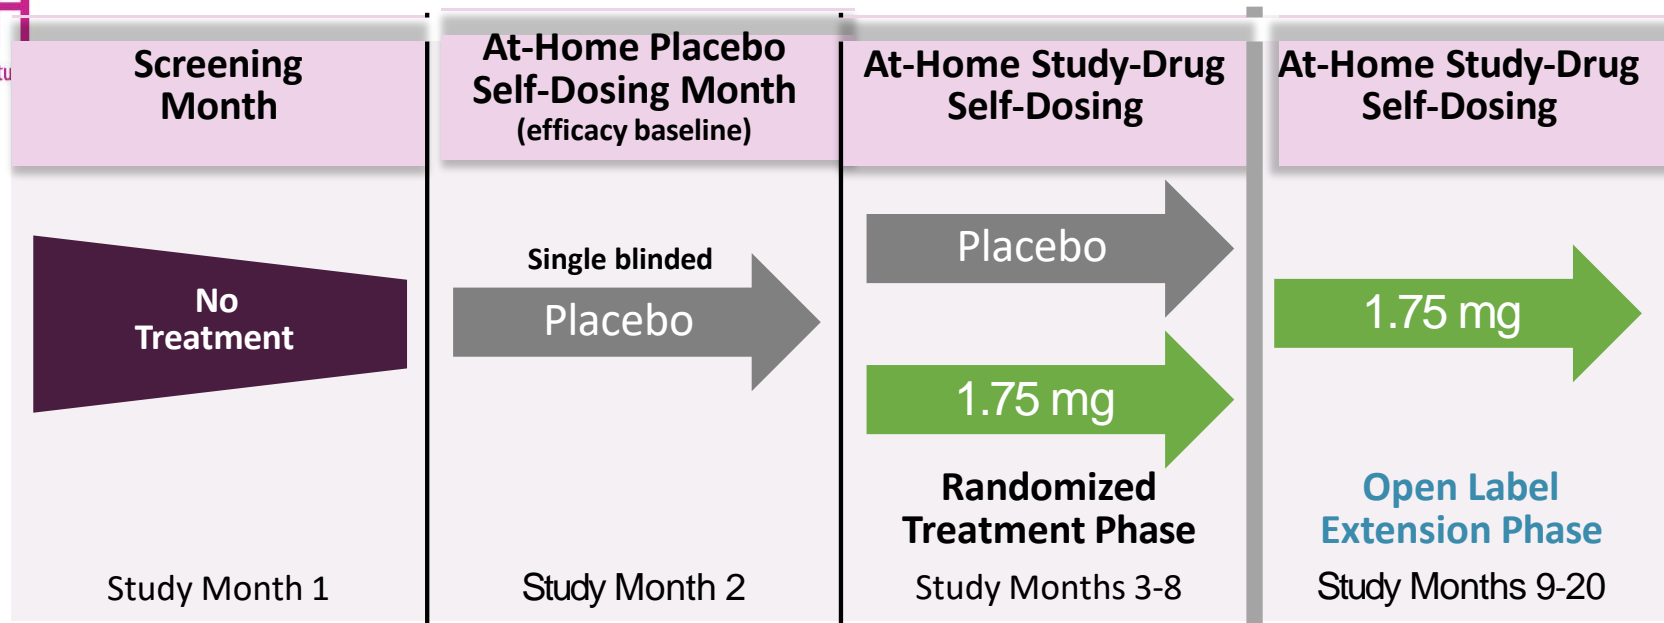 Screening
Month
At-Home Placebo
Self-Dosing Month
(efficacy baseline)
At-Home Study-Drug
Self-Dosing
At-Home Study-Drug
Self-Dosing
No
Treatment
Single blinded
Placebo
Placebo
1.75 mg
1.75 mg
Randomized
Treatment Phase
Open Label
Extension Phase
Study Month 1
Study Month 2
Study Months 3-8
Study Months 9-20